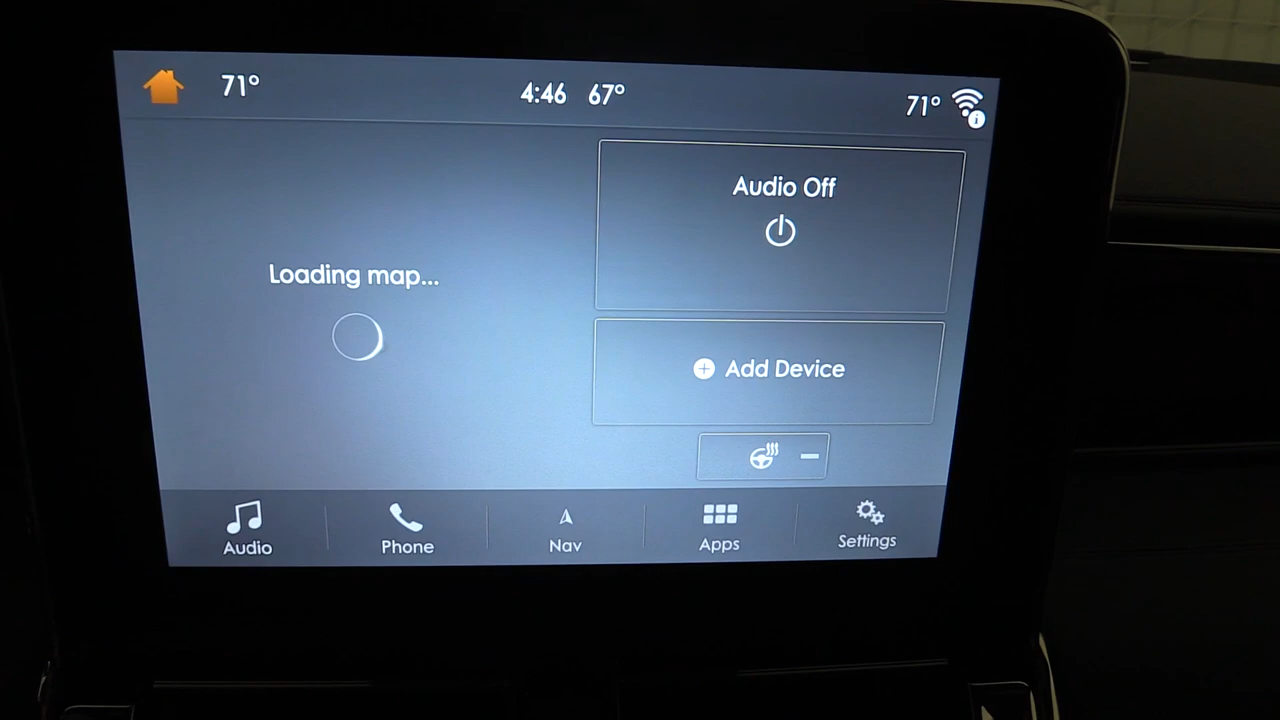 71° 4:46 67° 71°
Audio Off
Loading map...
Add Device
Audio Phone Nav Apps Settings